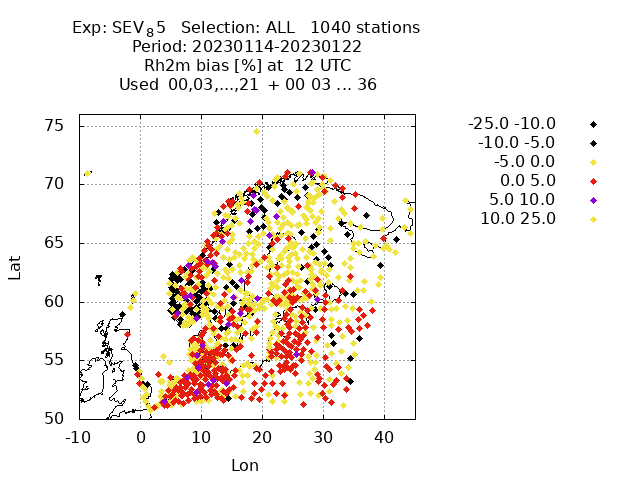 Exp: SEV₈5   Selection: ALL   1040 stations
Period: 20230114-20230122
Rh2m bias [%] at  12 UTC
Used  00,03,...,21  + 00 03 ... 36
-25.0 -10.0
-10.0 -5.0
-5.0 0.0
0.0 5.0
5.0 10.0
10.0 25.0
75
70
65
60
55
50
Lat
-10 0 10 20 30 40
Lon